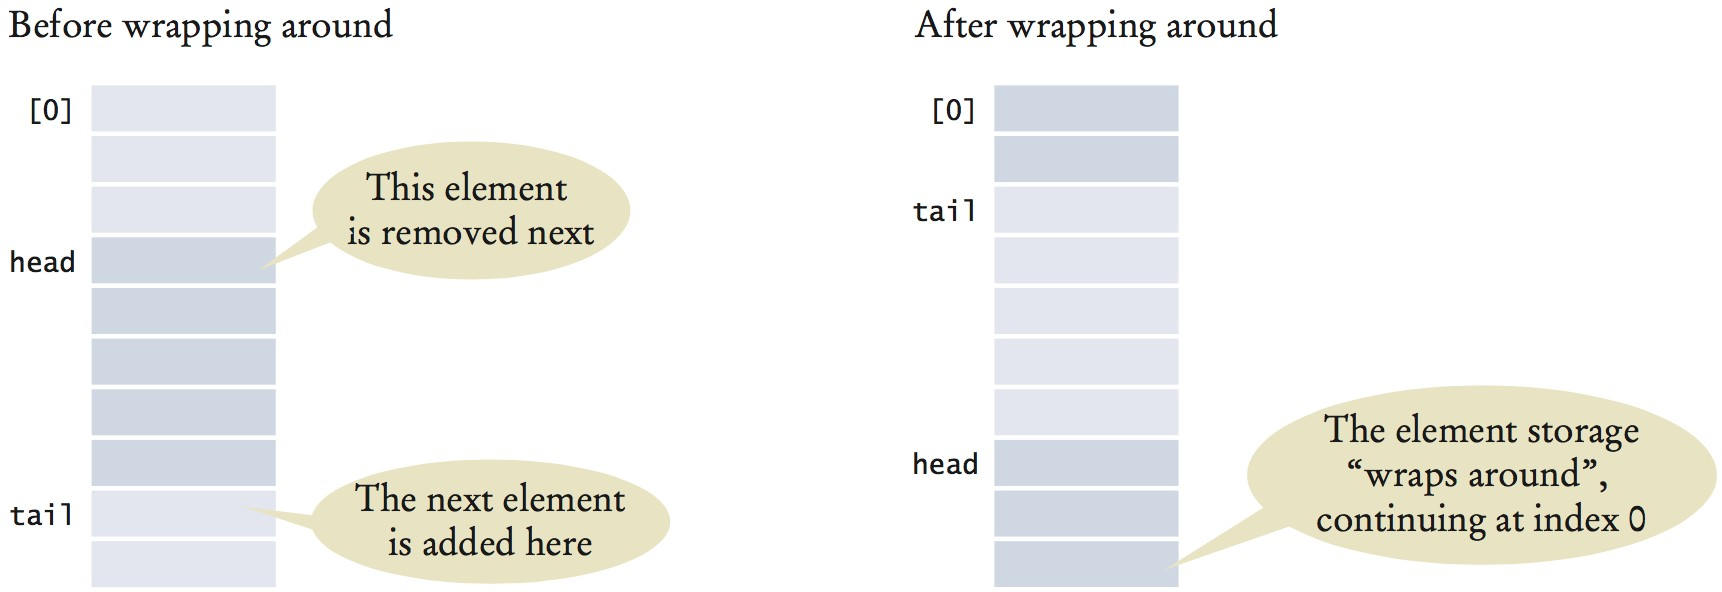 Before wrapping around
[0]
This element
is removed next
head
The next element
is added here
tail
After wrapping around
[0]
tail
head
The element storage
“wraps around”,
continuing at index 0